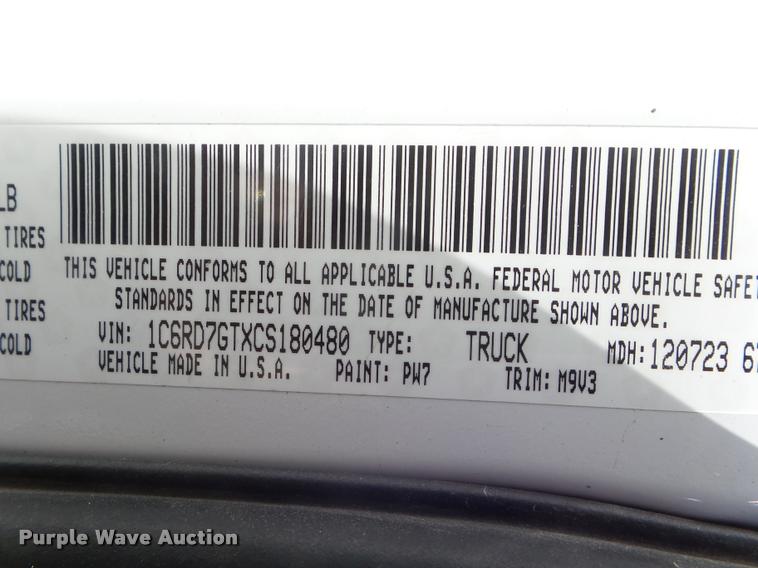 LB
TIRES
COLD
TIRES
COLD
THIS VEHICLE CONFORMS TO ALL APPLICABLE U.S.A. FEDERAL MOTOR VEHICLE SAFET
STANDARDS IN EFFECT ON THE DATE OF MANUFACTURE SHOWN ABOVE.
VIN: 1C6RD7GTXCS180480 TYPE: TRUCK MDH: 120723 67
VEHICLE MADE IN U.S.A. PAINT: PW7 TRIM: M9V3
Purple Wave Auction